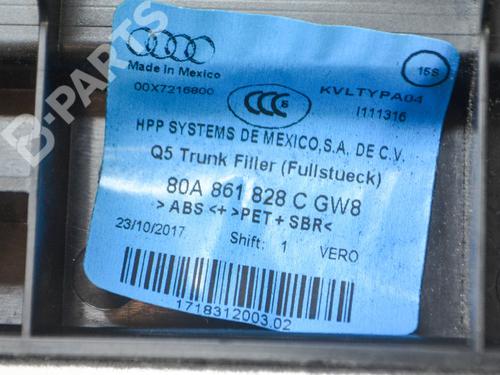 B-PARTS
15S
Made in Mexico
00X7216800
KVLTYPA04
CCC S
I111316
HPP SYSTEMS DE MEXICO,S.A. DE C.V.
Q5 Trunk Filler (Fullstueck)
80A 861 828 C GW8
>ABS<+>PET+SBR<
23/10/2017 Shift: 1 VERO
1718312003.02